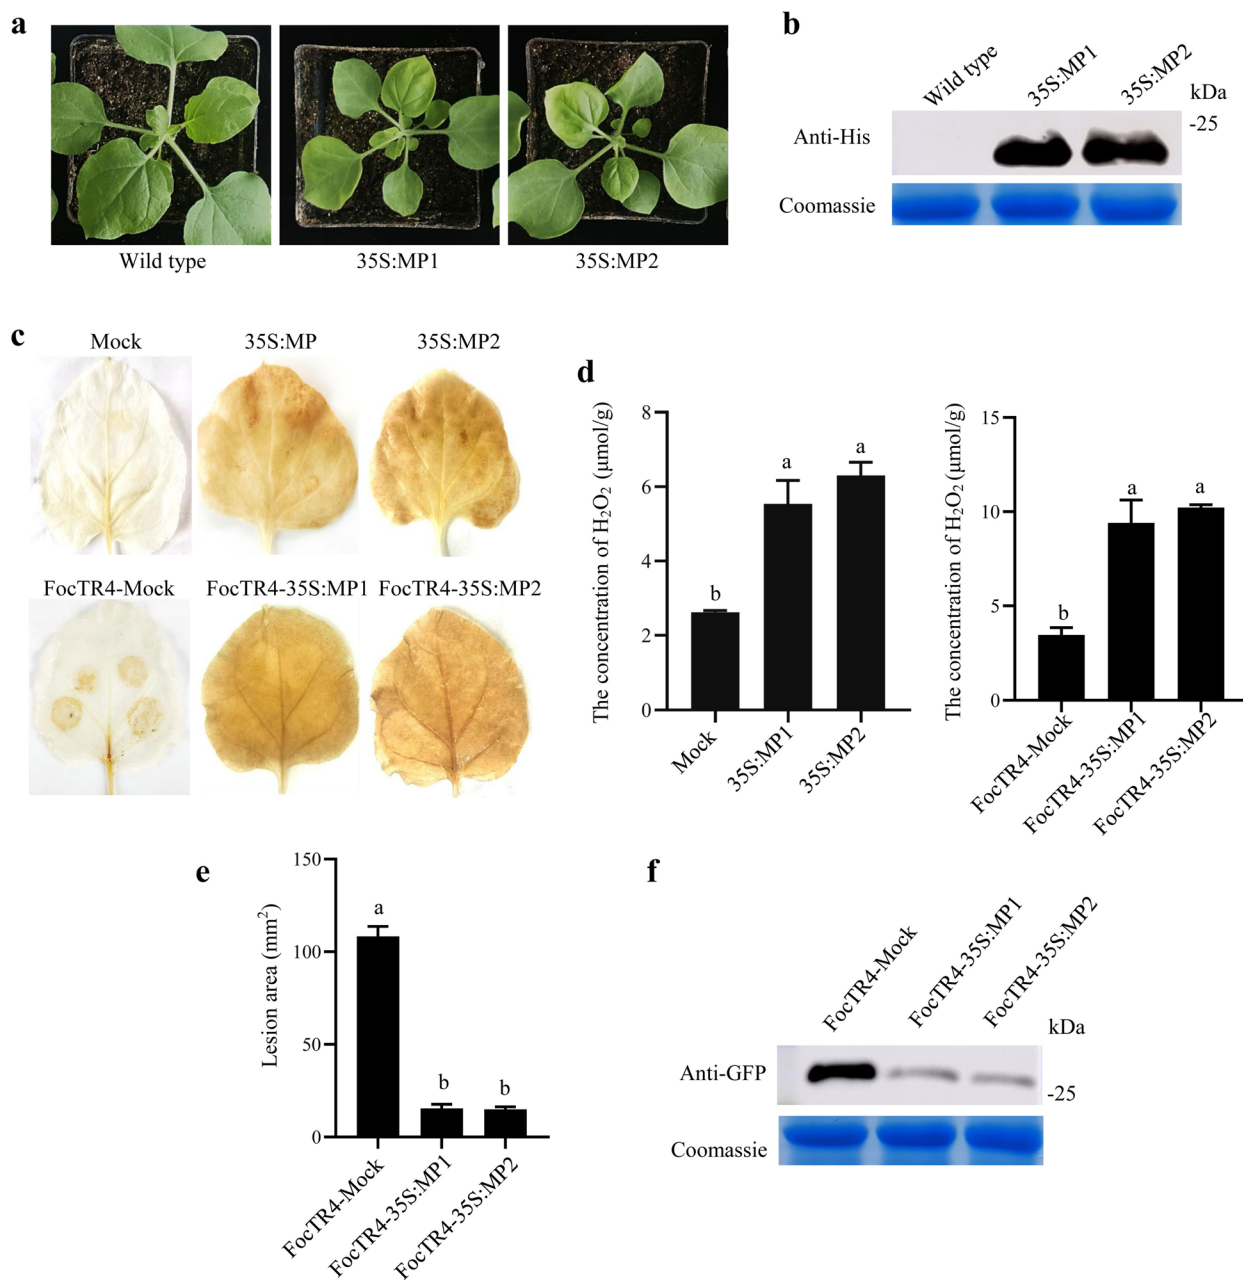 a
Wild type
35S:MP1
35S:MP2
b
Wild type
35S:MP1
35S:MP2
kDa
-25
Anti-His
Coomassie
c
Mock
35S:MP
35S:MP2
FocTR4-Mock
FocTR4-35S:MP1
FocTR4-35S:MP2
d
The concentration of H₂O₂ (μmol/g)
8
6
4
2
0
b
a
a
Mock
35S:MP1
35S:MP2
The concentration of H₂O₂ (μmol/g)
15
10
5
0
b
a
a
FocTR4-Mock
FocTR4-35S:MP1
FocTR4-35S:MP2
e
Lesion area (mm²)
150
100
50
0
a
b
b
FocTR4-Mock
FocTR4-35S:MP1
FocTR4-35S:MP2
f
FocTR4-Mock
FocTR4-35S:MP1
FocTR4-35S:MP2
kDa
Anti-GFP
-25
Coomassie